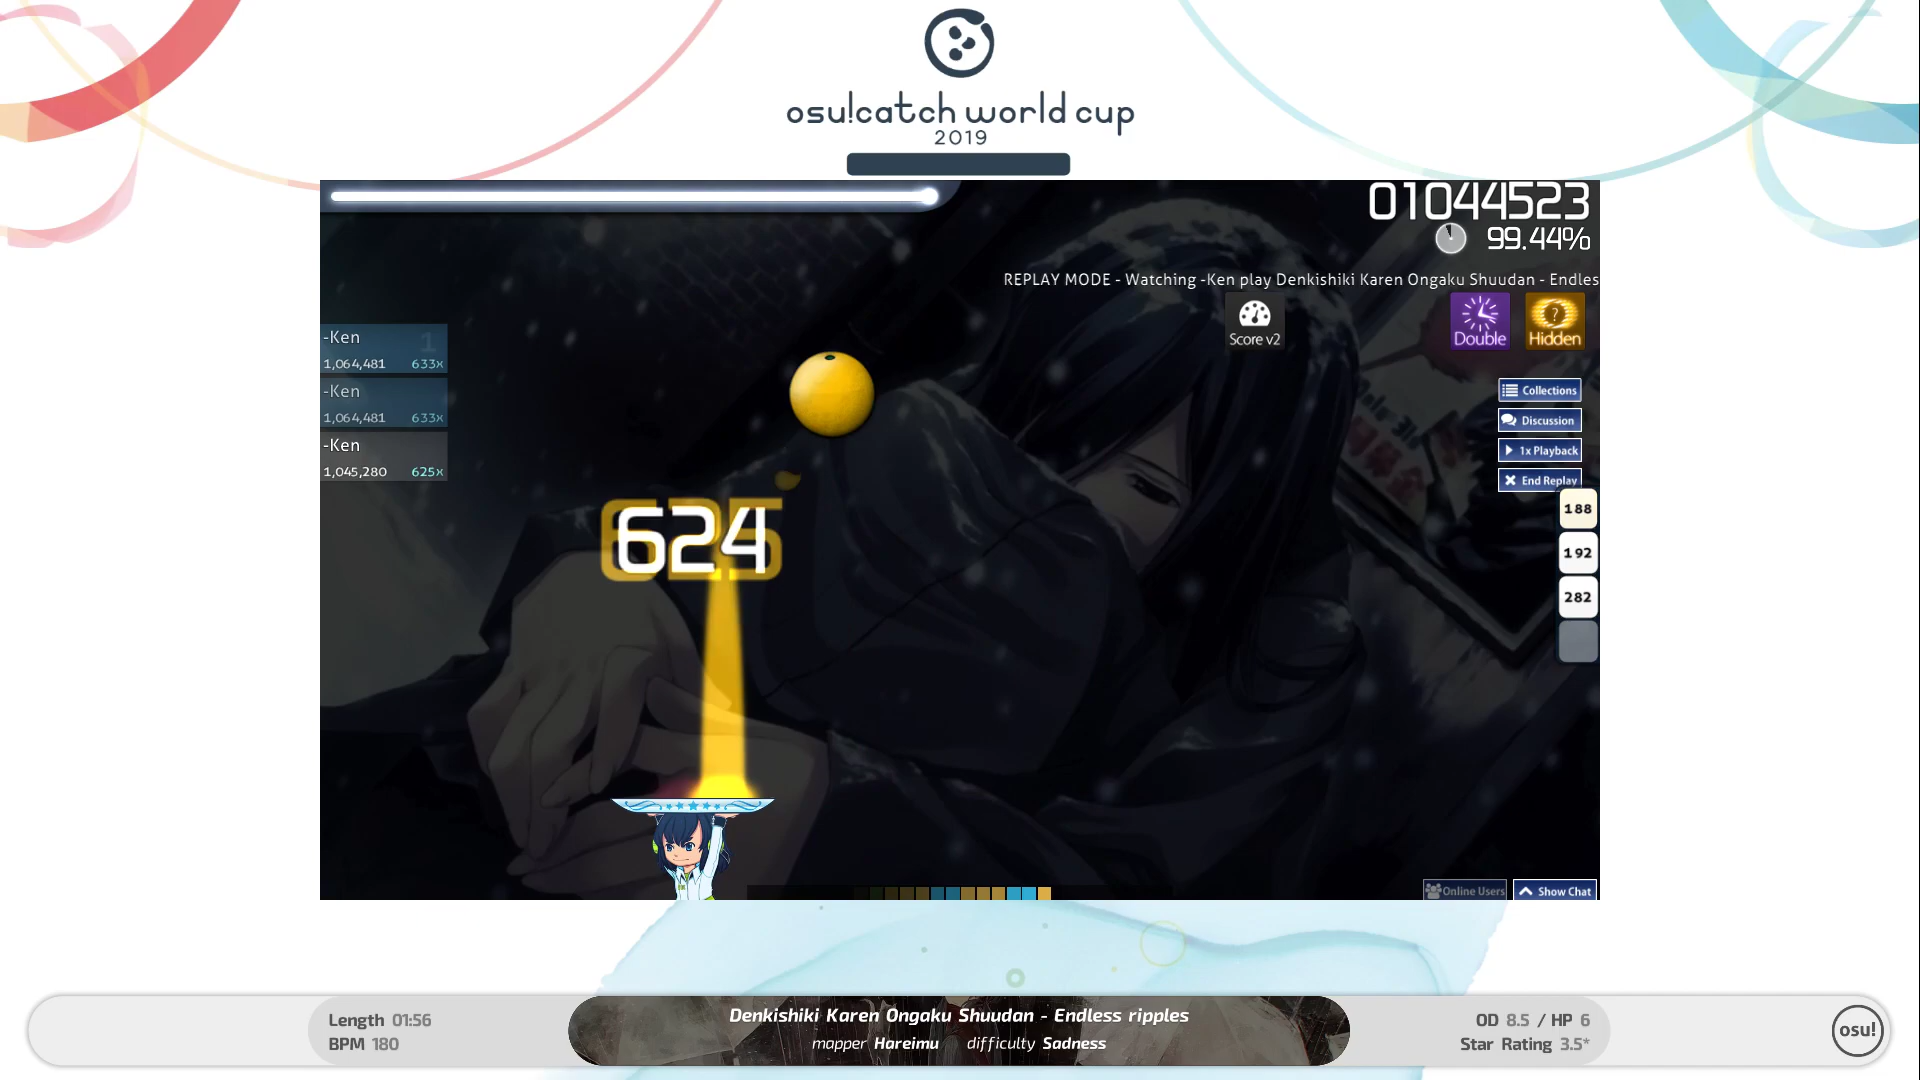 osu!catch world cup
2019
01044523
99.44%
REPLAY MODE - Watching -Ken play Denkishiki Karen Ongaku Shuudan - Endles
Score v2
Double
Hidden
-Ken
1
1,064,481 633x
-Ken
1,064,481 633x
-Ken
1,045,280 625x
Collections
Discussion
1x Playback
End Replay
188
192
282
624
Online Users
Show Chat
Length 01:56
BPM 180
Denkishiki Karen Ongaku Shuudan - Endless ripples
mapper Hareimu difficulty Sadness
OD 8.5 / HP 6
Star Rating 3.5*
osu!